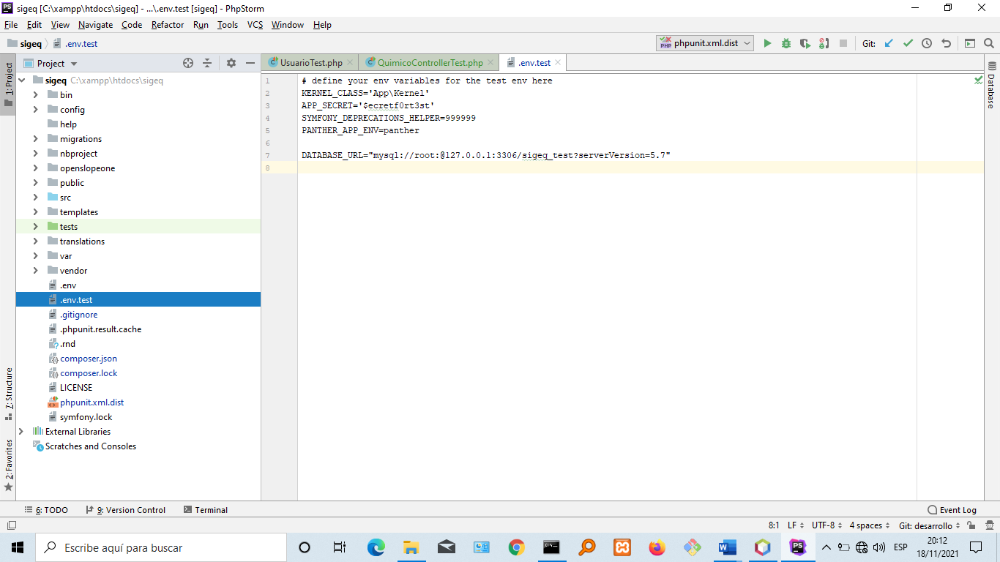 PS sigeq [C:\xampp\htdocs\sigeq] - ...\.env.test [sigeq] - PhpStorm
File Edit View Navigate Code Refactor Run Tools VCS Window Help
sigeq .env.test phpunit.xml.dist Git:
1: Project
Project
UsuarioTest.php QuimicoControllerTest.php .env.test
Database
sigeq C:\xampp\htdocs\sigeq
bin
config
help
migrations
nbproject
openslopeone
public
src
templates
tests
translations
var
vendor
.env
.env.test
.gitignore
.phpunit.result.cache
.rnd
composer.json
composer.lock
LICENSE
phpunit.xml.dist
symfony.lock
External Libraries
Scratches and Consoles
1 # define your env variables for the test env here
2 KERNEL_CLASS='App\Kernel'
3 APP_SECRET='$ecretf0rt3st'
4 SYMFONY_DEPRECATIONS_HELPER=999999
5 PANTHER_APP_ENV=panther
6
7 DATABASE_URL="mysql://root:@127.0.0.1:3306/sigeq_test?serverVersion=5.7"
8
7: Structure
2: Favorites
6: TODO 9: Version Control Terminal Event Log
8:1 LF UTF-8 4 spaces Git: desarrollo
Escribe aquí para buscar
ESP
20:12
18/11/2021